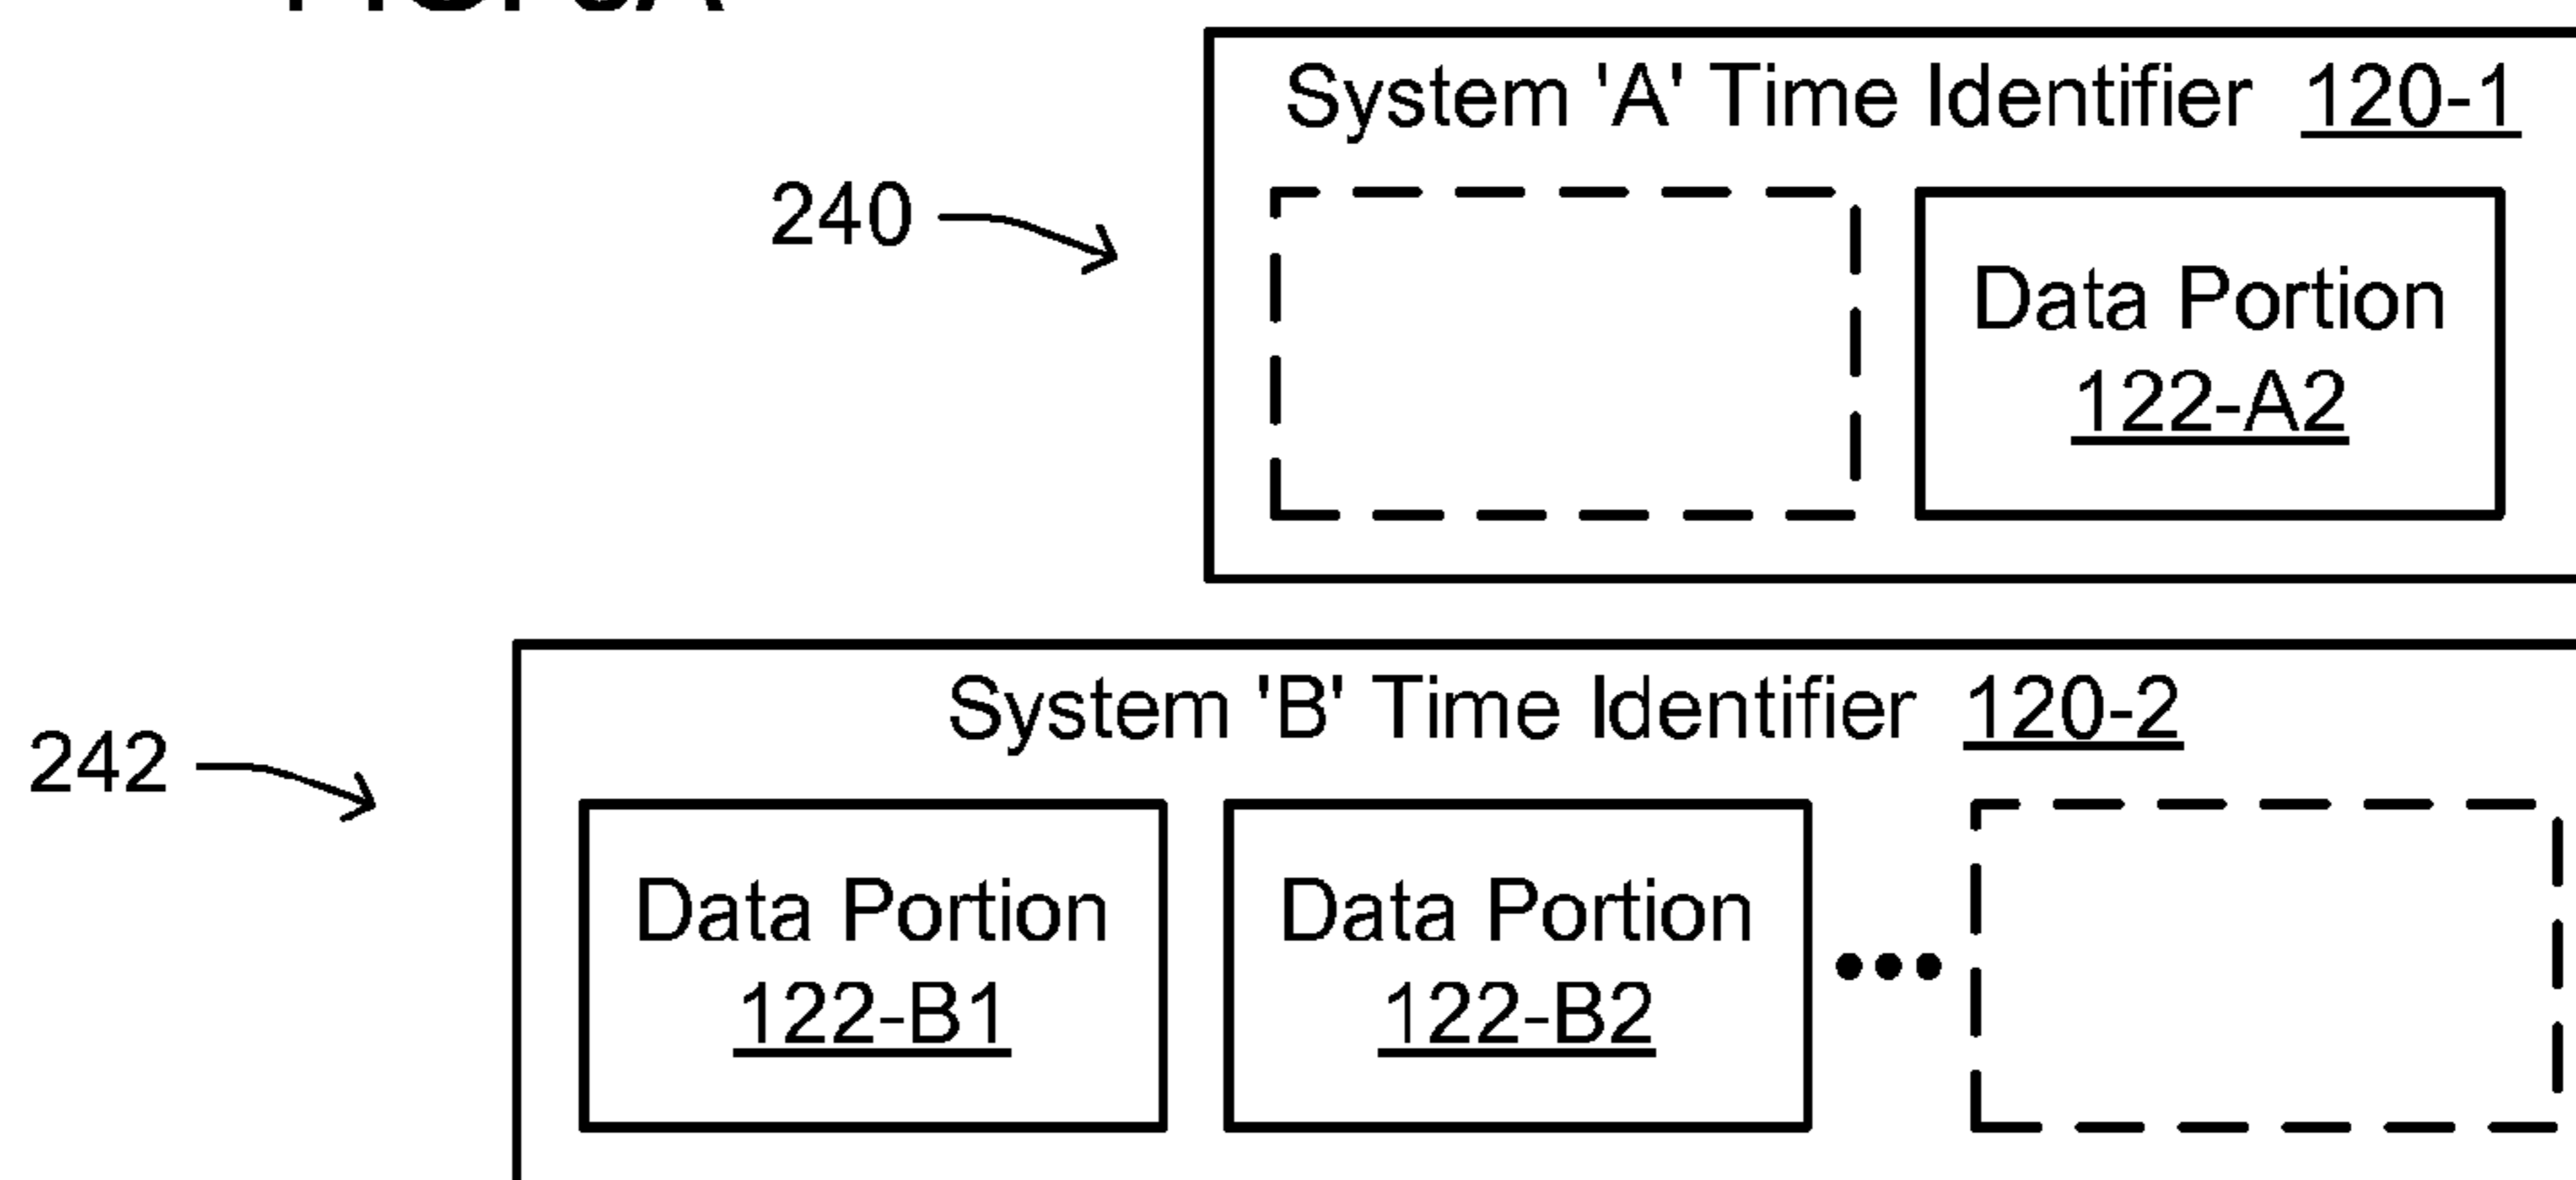 System 'A' Time Identifier 120-1
240
Data Portion
122-A2
System 'B' Time Identifier 120-2
242
Data Portion
122-B1
Data Portion
122-B2